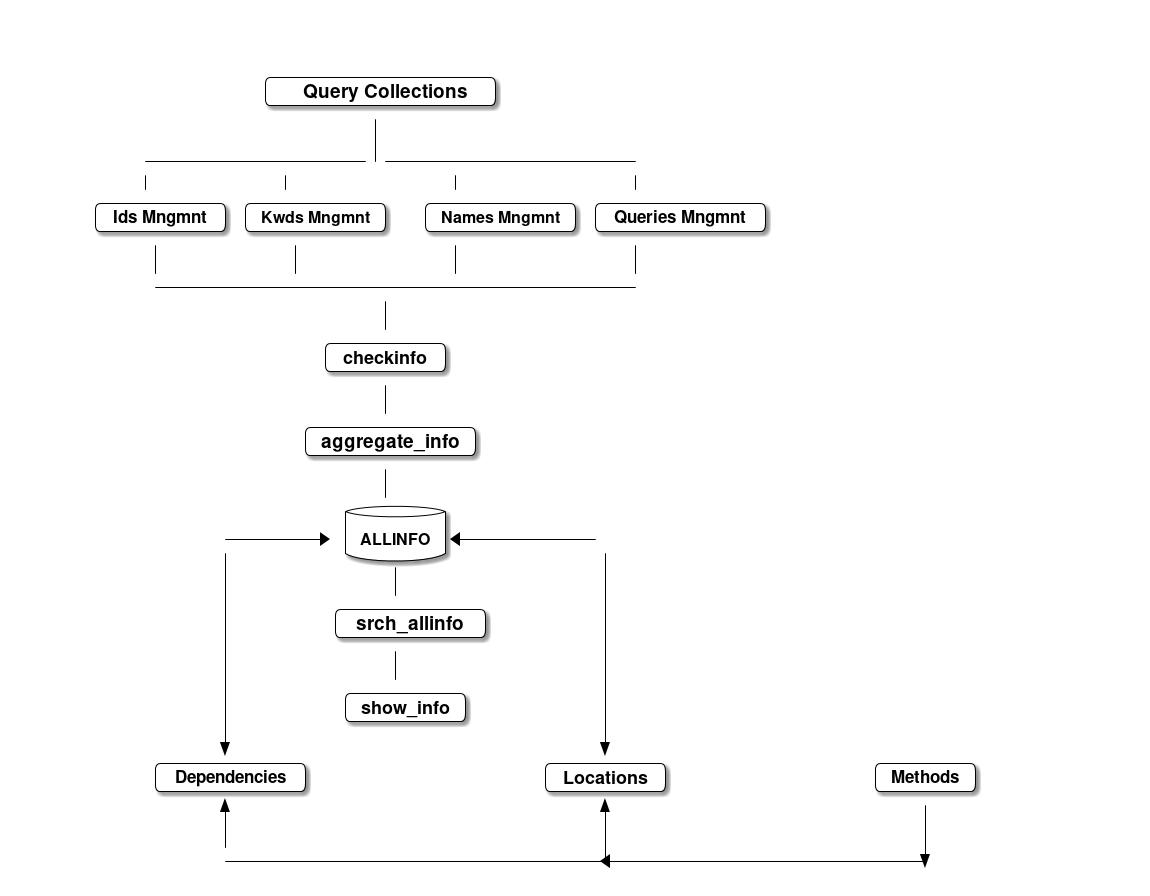 Query Collections
Ids Mngmnt
Kwds Mngmnt
Names Mngmnt
Queries Mngmnt
checkinfo
aggregate_info
ALLINFO
srch_allinfo
show_info
Dependencies
Locations
Methods